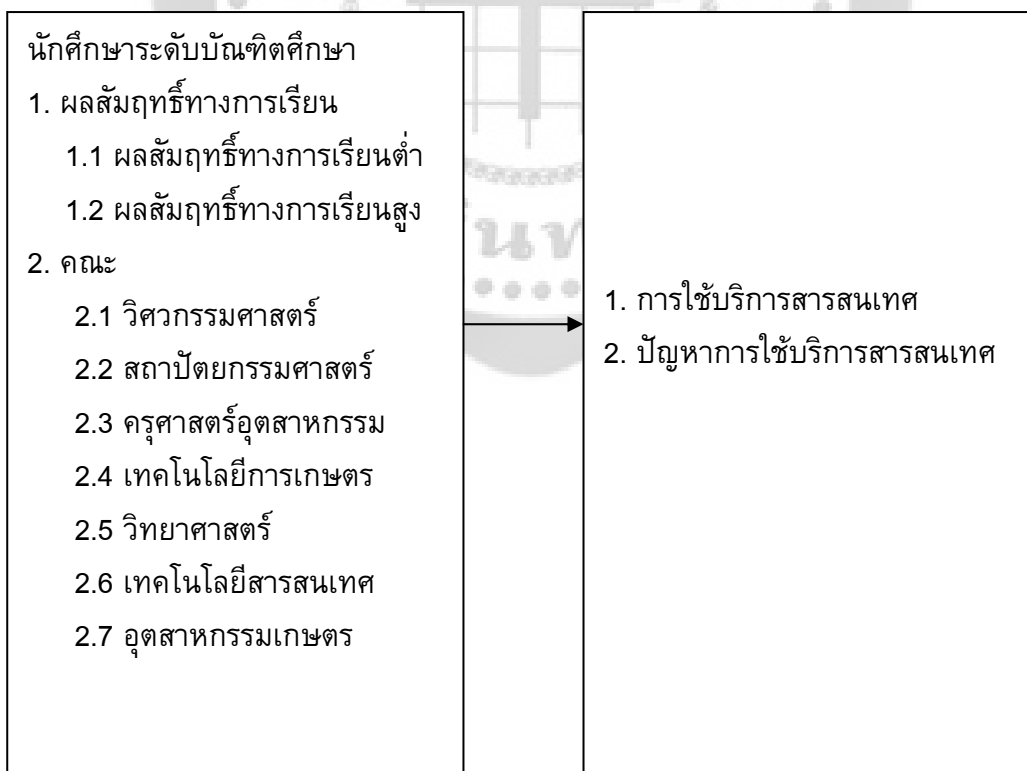 นักศึกษาระดับบัณฑิตศึกษา
1. ผลสัมฤทธิ์ทางการเรียน
1.1 ผลสัมฤทธิ์ทางการเรียนต่ำ
1.2 ผลสัมฤทธิ์ทางการเรียนสูง
2. คณะ
2.1 วิศวกรรมศาสตร์
2.2 สถาปัตยกรรมศาสตร์
2.3 ครุศาสตร์อุตสาหกรรม
2.4 เทคโนโลยีการเกษตร
2.5 วิทยาศาสตร์
2.6 เทคโนโลยีสารสนเทศ
2.7 อุตสาหกรรมเกษตร
1. การใช้บริการสารสนเทศ
2. ปัญหาการใช้บริการสารสนเทศ